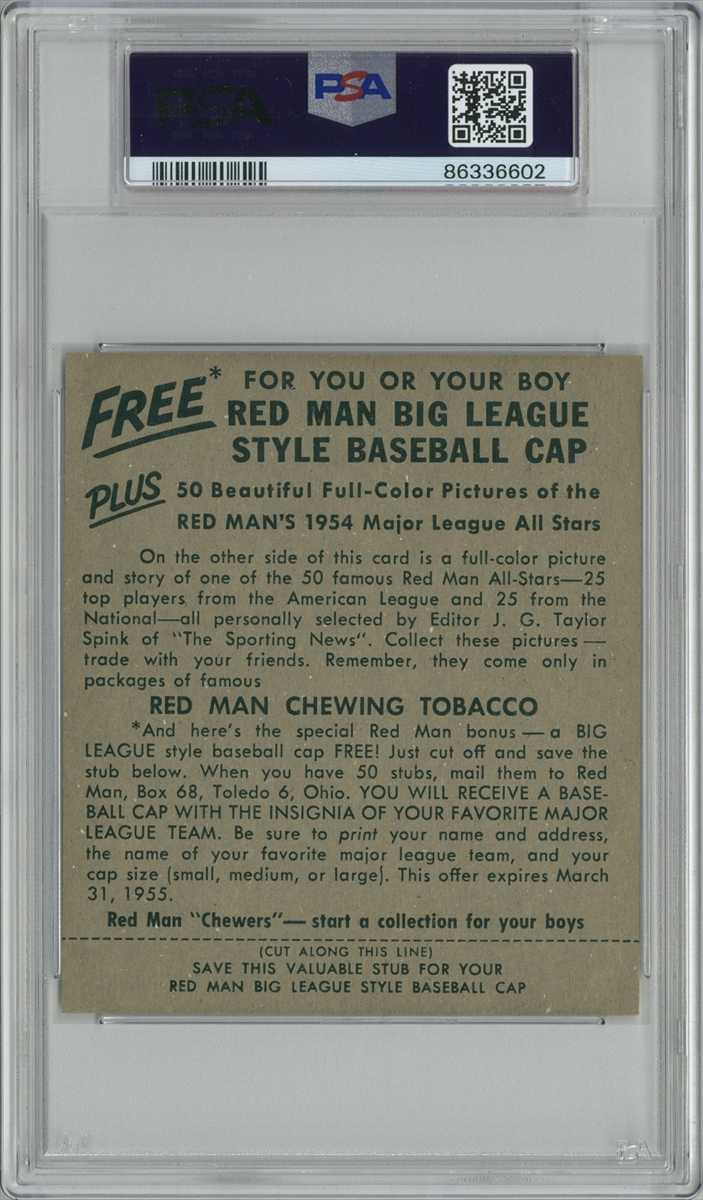 PSA
PSA
86336602
FREE* FOR YOU OR YOUR BOY
RED MAN BIG LEAGUE
STYLE BASEBALL CAP
PLUS 50 Beautiful Full-Color Pictures of the
RED MAN'S 1954 Major League All Stars
On the other side of this card is a full-color picture
and story of one of the 50 famous Red Man All-Stars—25
top players from the American League and 25 from the
National—all personally selected by Editor J. G. Taylor
Spink of "The Sporting News". Collect these pictures—
trade with your friends. Remember, they come only in
packages of famous
RED MAN CHEWING TOBACCO
*And here's the special Red Man bonus—a BIG
LEAGUE style baseball cap FREE! Just cut off and save the
stub below. When you have 50 stubs, mail them to Red
Man, Box 68, Toledo 6, Ohio. YOU WILL RECEIVE A BASE-
BALL CAP WITH THE INSIGNIA OF YOUR FAVORITE MAJOR
LEAGUE TEAM. Be sure to print your name and address,
the name of your favorite major league team, and your
cap size (small, medium, or large). This offer expires March
31, 1955.
Red Man "Chewers"—start a collection for your boys
(CUT ALONG THIS LINE)
SAVE THIS VALUABLE STUB FOR YOUR
RED MAN BIG LEAGUE STYLE BASEBALL CAP
PSA